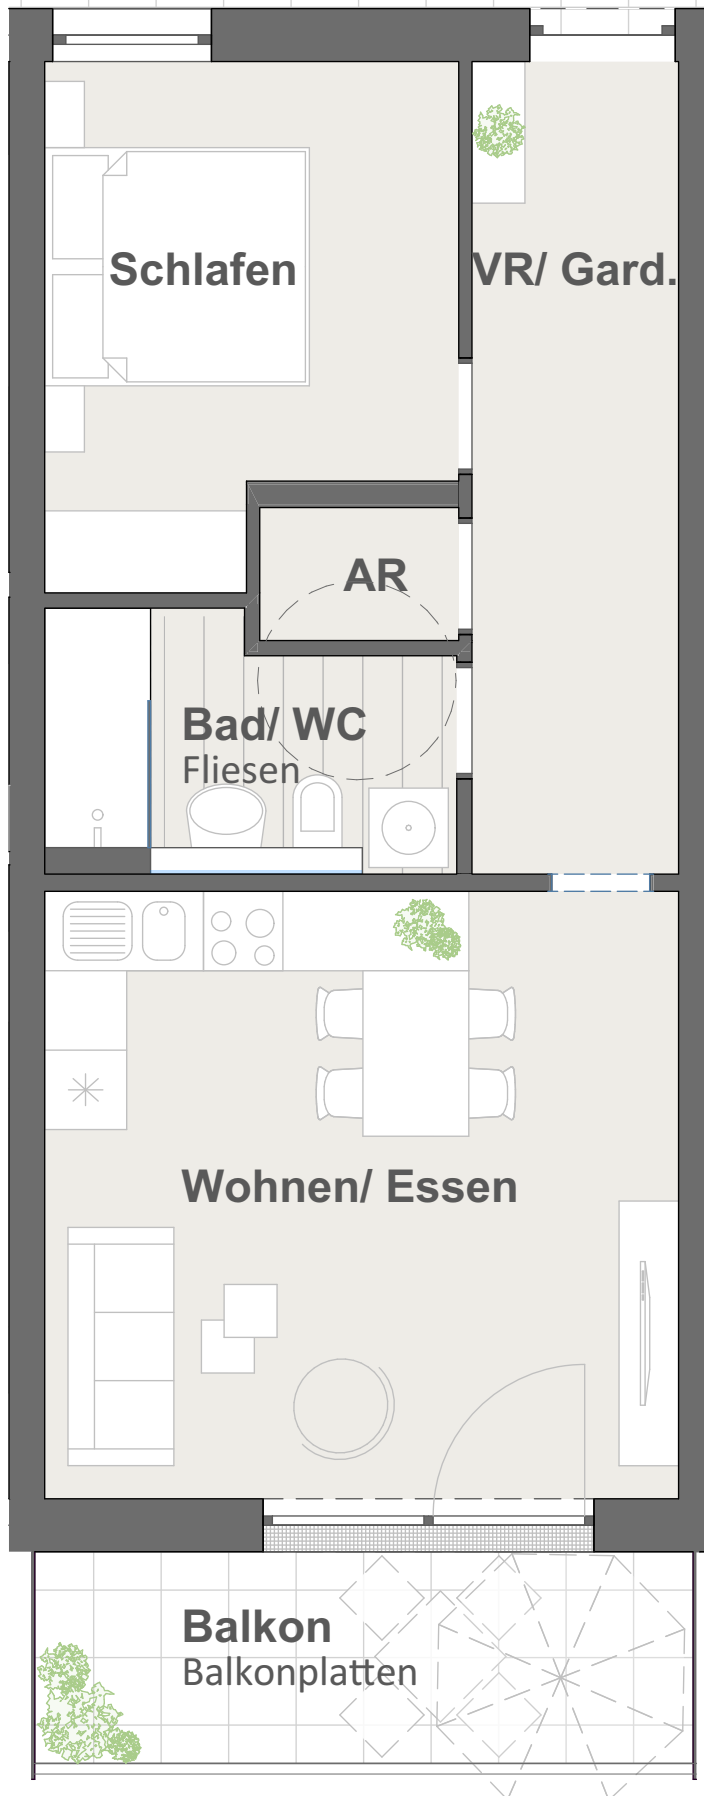 Schlafen
VR/ Gard.
AR
Bad/ WC
Fliesen
Wohnen/ Essen
Balkon
Balkonplatten